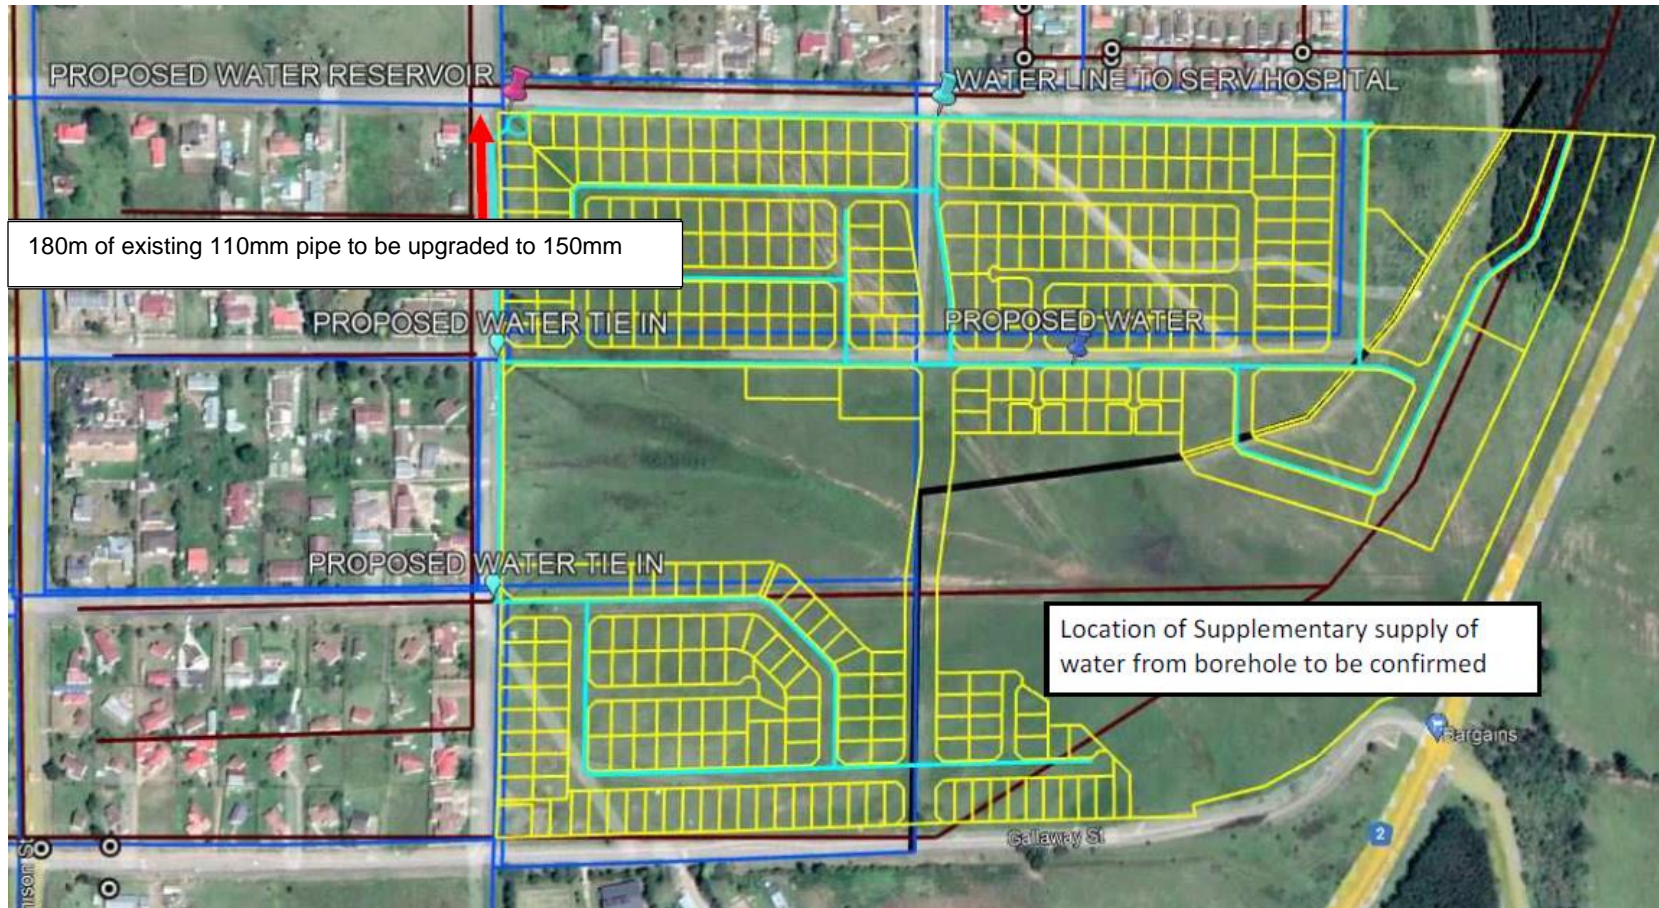 PROPOSED WATER RESERVOIR
WATER LINE TO SERV HOSPITAL
180m of existing 110mm pipe to be upgraded to 150mm
PROPOSED WATER TIE IN
PROPOSED WATER
PROPOSED WATER TIE IN
Location of Supplementary supply of
water from borehole to be confirmed
Bargains
2
Gallaway St